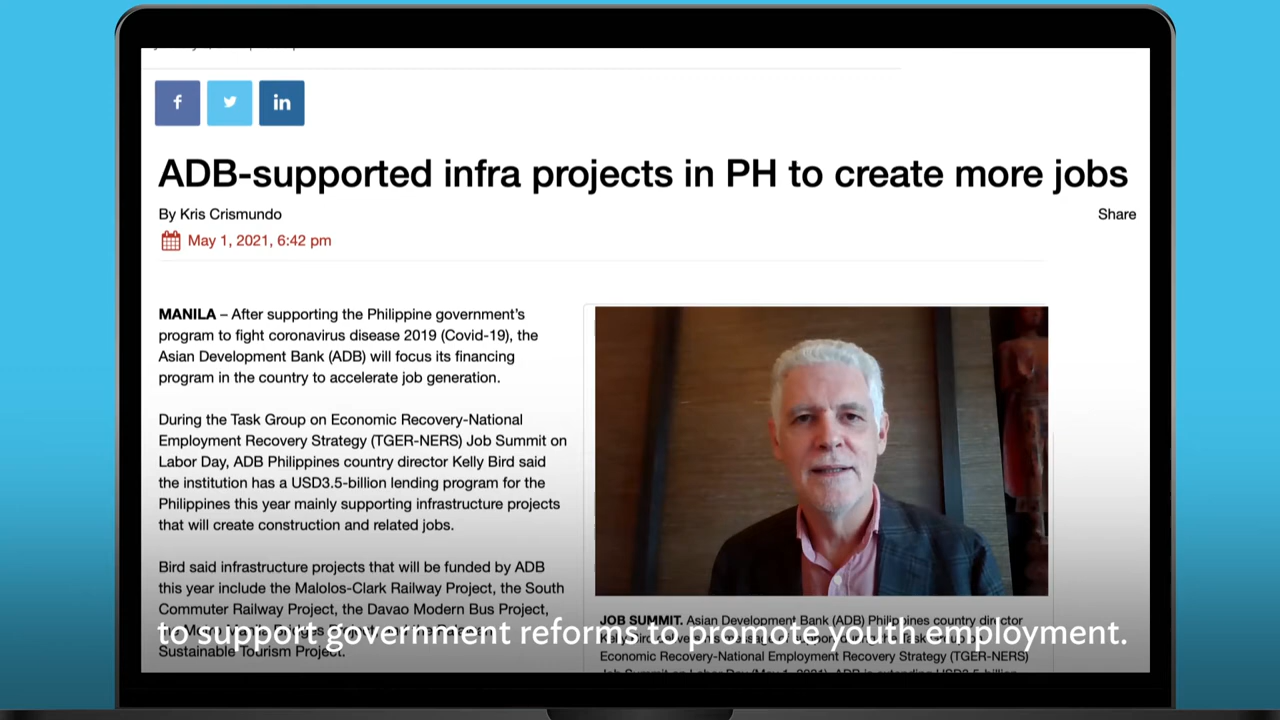 f
in
ADB-supported infra projects in PH to create more jobs
By Kris Crismundo
Share
May 1, 2021, 6:42 pm
MANILA – After supporting the Philippine government's
program to fight coronavirus disease 2019 (Covid-19), the
Asian Development Bank (ADB) will focus its financing
program in the country to accelerate job generation.
During the Task Group on Economic Recovery-National
Employment Recovery Strategy (TGER-NERS) Job Summit on
Labor Day, ADB Philippines country director Kelly Bird said
the institution has a USD3.5-billion lending program for the
Philippines this year mainly supporting infrastructure projects
that will create construction and related jobs.
Bird said infrastructure projects that will be funded by ADB
this year include the Malolos-Clark Railway Project, the South
Commuter Railway Project, the Davao Modern Bus Project,
Sustainable Tourism Project.
JOB SUMMIT. Asian Development Bank (ADB) Philippines country director
Economic Recovery-National Employment Recovery Strategy (TGER-NERS)
to support government reforms to promote youth employment.